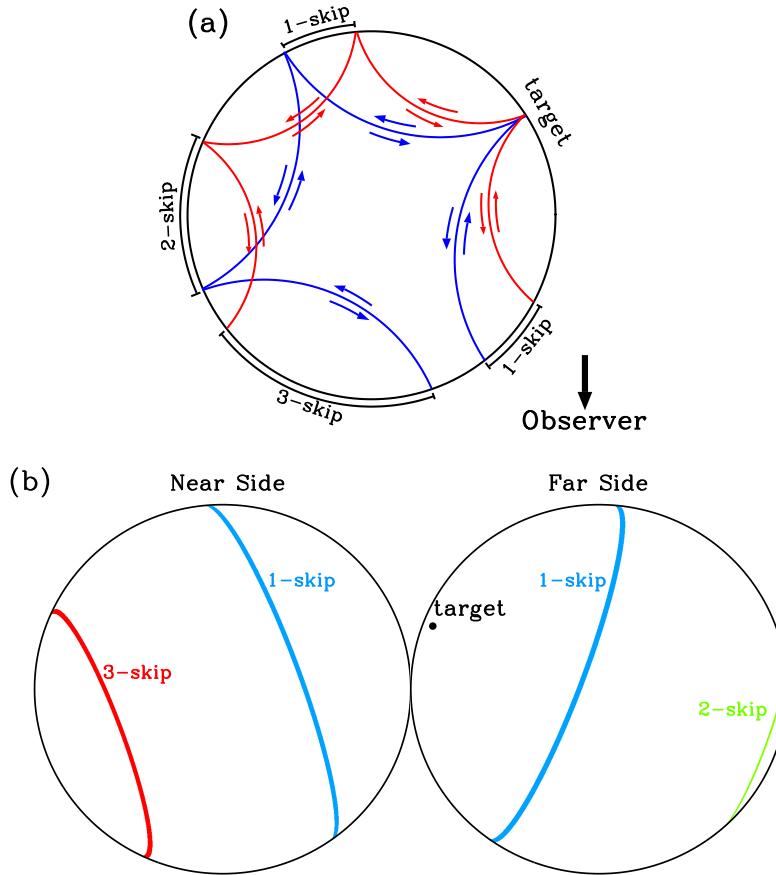 (a)
1-skip
target
2-skip
1-skip
3-skip
Observer
(b)
Near Side
Far Side
1-skip
1-skip
target
3-skip
2-skip